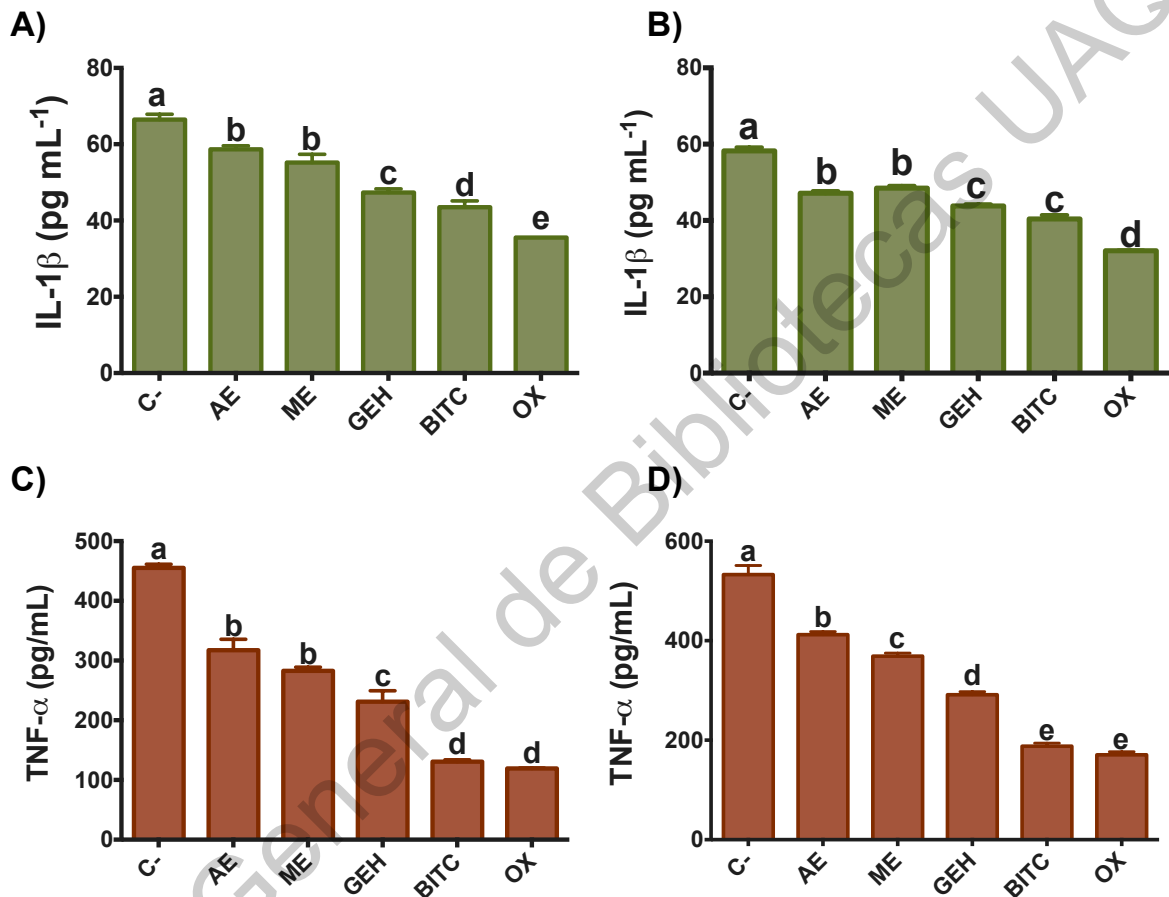 A)
IL-1β (pg mL⁻¹)
80
60
40
20
0
a
b
b
c
d
e
C-
AE
ME
GEH
BITC
OX
B)
IL-1β (pg mL⁻¹)
80
60
40
20
0
a
b
b
c
c
d
C-
AE
ME
GEH
BITC
OX
C)
TNF-α (pg/mL)
500
400
300
200
100
0
a
b
b
c
d
d
C-
AE
ME
GEH
BITC
OX
D)
TNF-α (pg/mL)
600
400
200
0
a
b
c
d
e
e
C-
AE
ME
GEH
BITC
OX
General de Bibliotecas UAQ